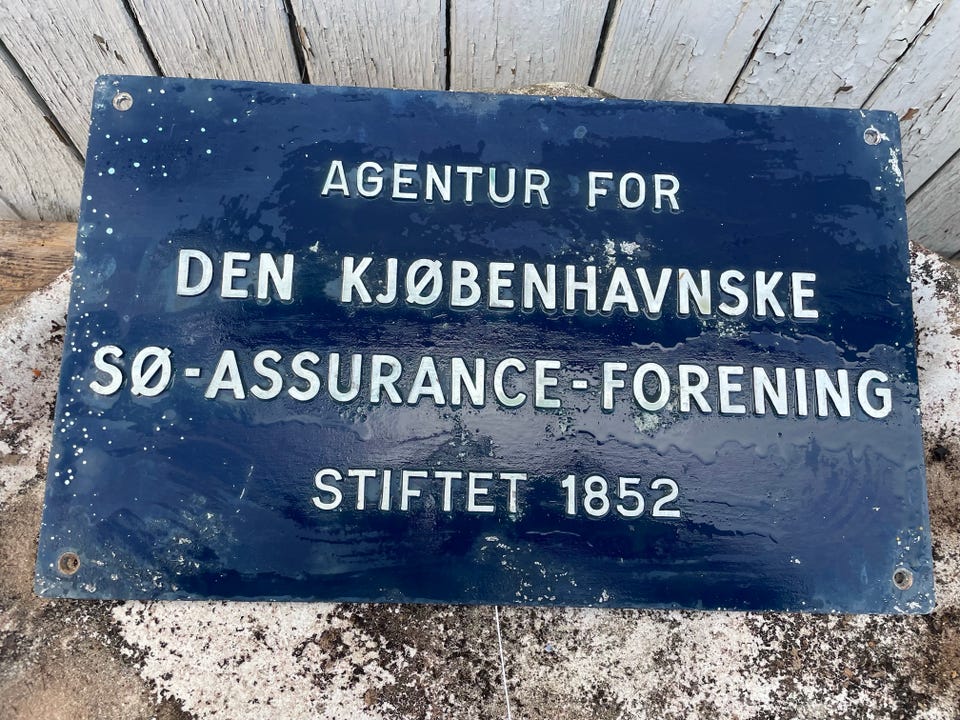 AGENTUR FOR
DEN KJØBENHAVNSKE
SØ-ASSURANCE-FORENING
STIFTET 1852